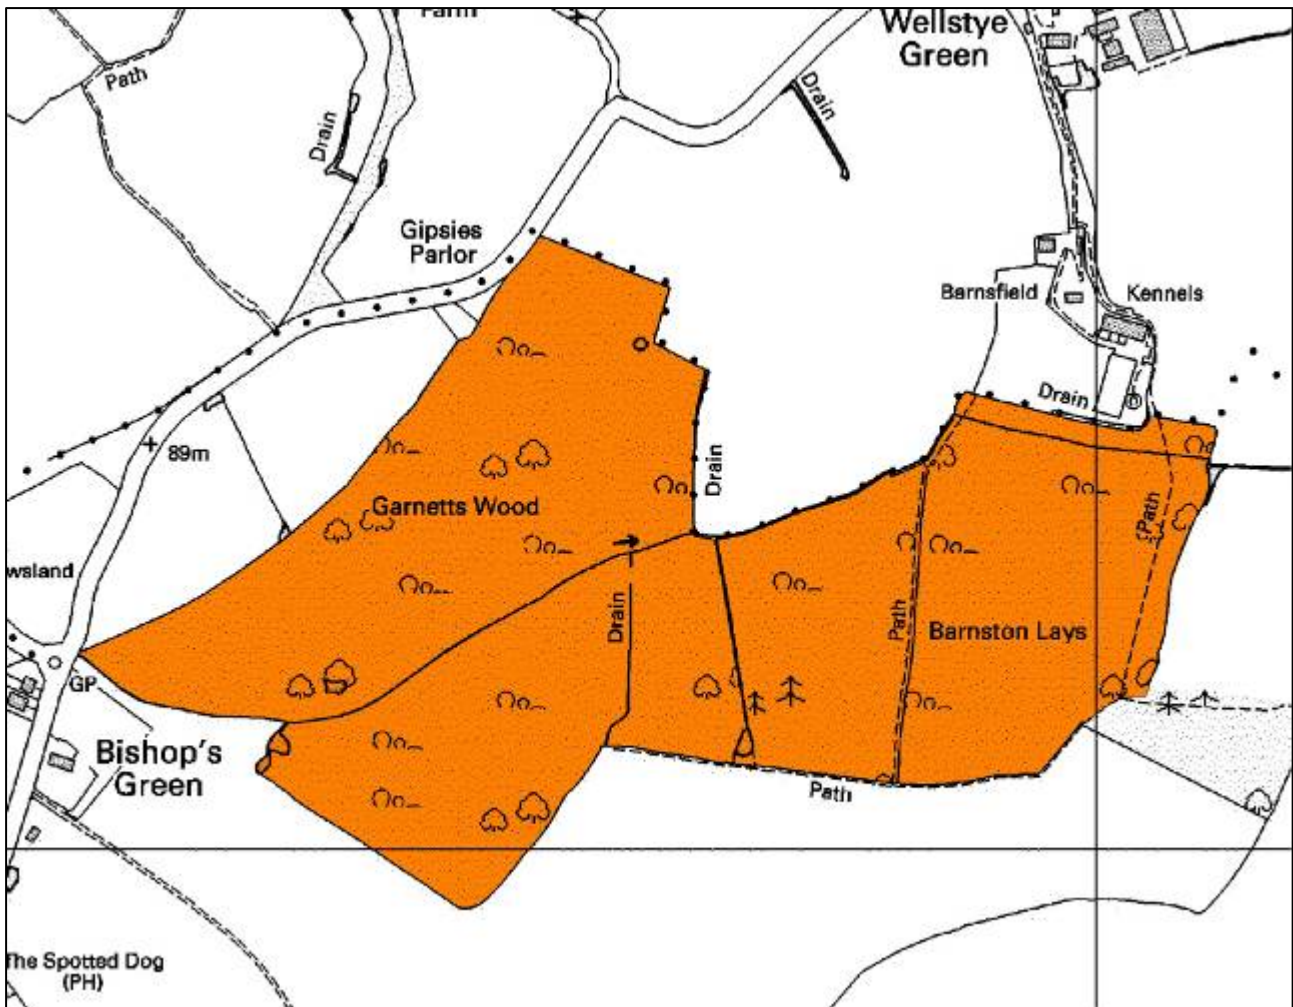 Farm
Wellstye
Green
Path
Drain
Drain
Gipsies
Parlor
Barnsfield
Kennels
Drain
89m
Drain
Garnetts Wood
Path
wsland
Drain
Path
Barnston Lays
GP
Bishop's
Green
Path
The Spotted Dog
(PH)